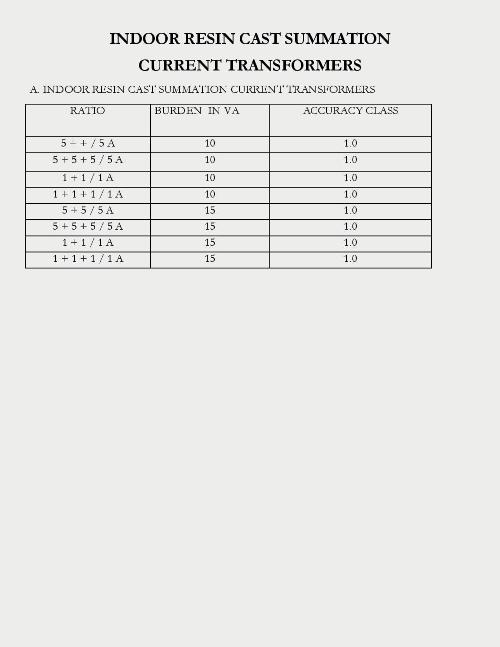 INDOOR RESIN CAST SUMMATION
CURRENT TRANSFORMERS
A. INDOOR RESIN CAST SUMMATION CURRENT TRANSFORMERS
RATIO BURDEN IN VA ACCURACY CLASS
5 + + / 5 A 10 1.0
5 + 5 + 5 / 5 A 10 1.0
1 + 1 / 1 A 10 1.0
1 + 1 + 1 / 1 A 10 1.0
5 + 5 / 5 A 15 1.0
5 + 5 + 5 / 5 A 15 1.0
1 + 1 / 1 A 15 1.0
1 + 1 + 1 / 1 A 15 1.0